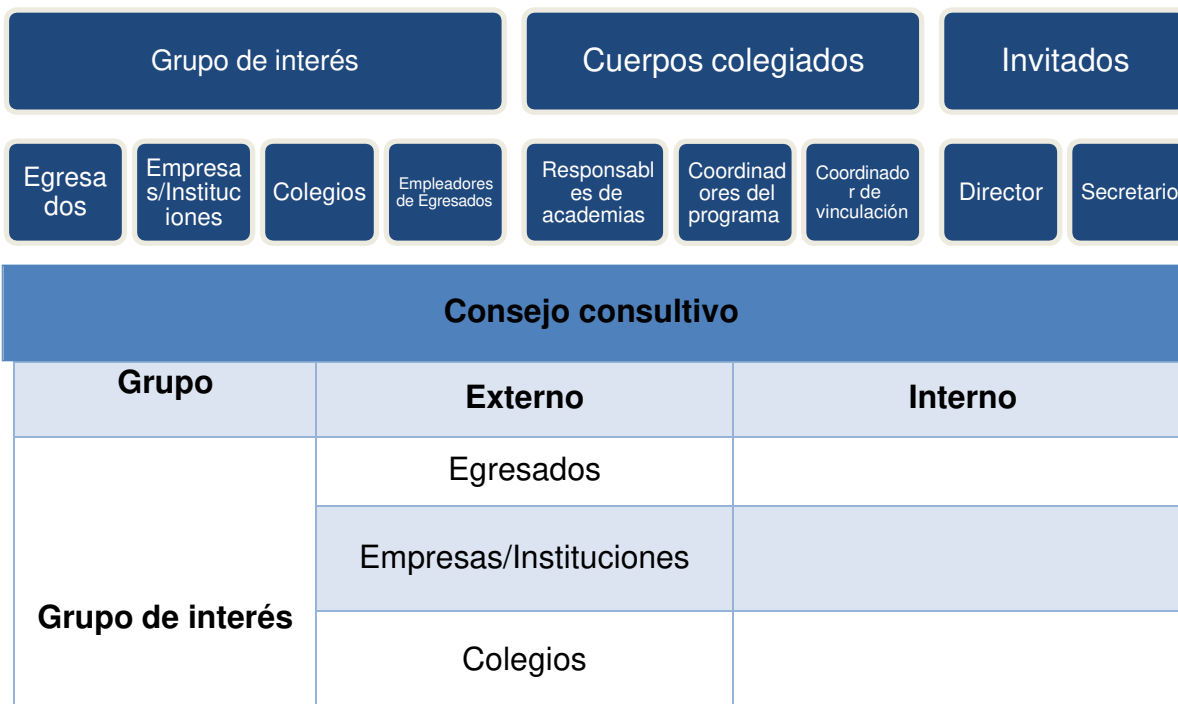 Grupo de interés
Cuerpos colegiados
Invitados
Egresa
dos
Empresa
s/Instituc
iones
Colegios
Empleadores
de Egresados
Responsabl
es de
academias
Coordinad
ores del
programa
Coordinado
r de
vinculación
Director
Secretario
Consejo consultivo
Grupo
Externo
Interno
Grupo de interés
Egresados
Empresas/Instituciones
Colegios